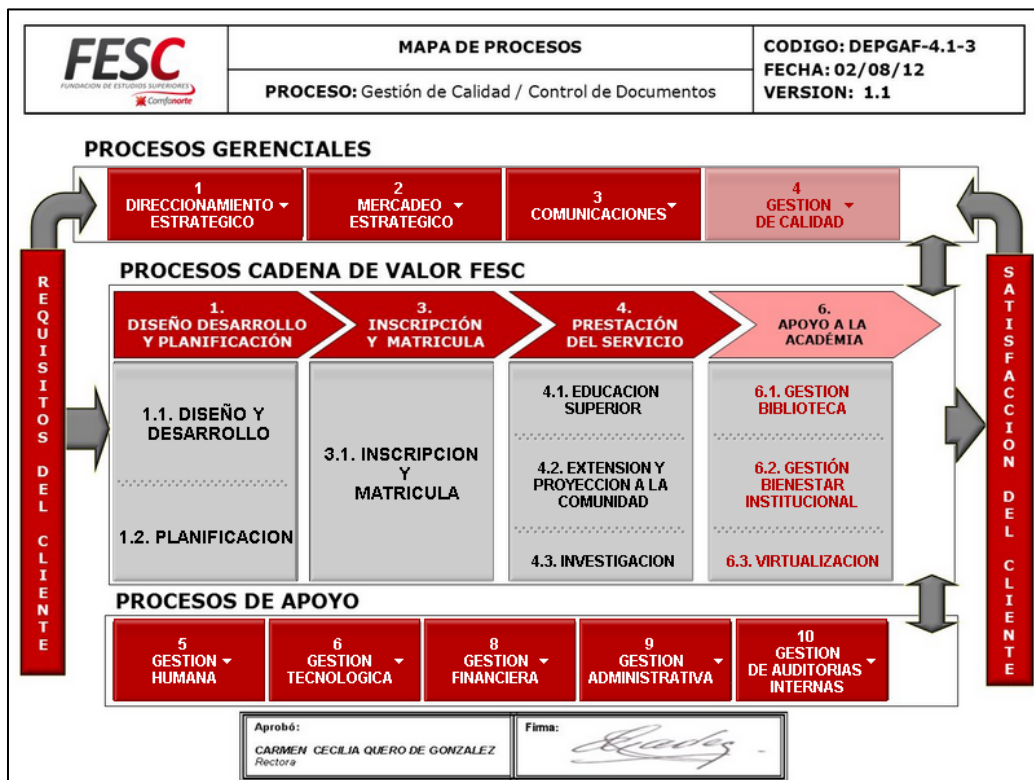 FESC
FUNDACION DE ESTUDIOS SUPERIORES
Comfanorte
MAPA DE PROCESOS
PROCESO: Gestión de Calidad / Control de Documentos
CODIGO: DEPGAF-4.1-3
FECHA: 02/08/12
VERSION: 1.1
PROCESOS GERENCIALES
1
DIRECCIONAMIENTO
ESTRATEGICO
2
MERCADEO
ESTRATEGICO
3
COMUNICACIONES
4
GESTION
DE CALIDAD
REQUISITOS DEL CLIENTE
PROCESOS CADENA DE VALOR FESC
1.
DISEÑO DESARROLLO
Y PLANIFICACIÓN
3.
INSCRIPCIÓN
Y MATRICULA
4.
PRESTACIÓN
DEL SERVICIO
6.
APOYO A LA
ACADÉMIA
1.1. DISEÑO Y
DESARROLLO
1.2. PLANIFICACION
3.1. INSCRIPCION
Y
MATRICULA
4.1. EDUCACION
SUPERIOR
4.2. EXTENSION Y
PROYECCION A LA
COMUNIDAD
4.3. INVESTIGACION
6.1. GESTION
BIBLIOTECA
6.2. GESTIÓN
BIENESTAR
INSTITUCIONAL
6.3. VIRTUALIZACION
SATISFACCION DEL CLIENTE
PROCESOS DE APOYO
5
GESTION
HUMANA
6
GESTION
TECNOLOGICA
8
GESTION
FINANCIERA
9
GESTION
ADMINISTRATIVA
10
GESTION
DE AUDITORIAS
INTERNAS
Aprobó:
CARMEN CECILIA QUERO DE GONZALEZ
Rectora
Firma: